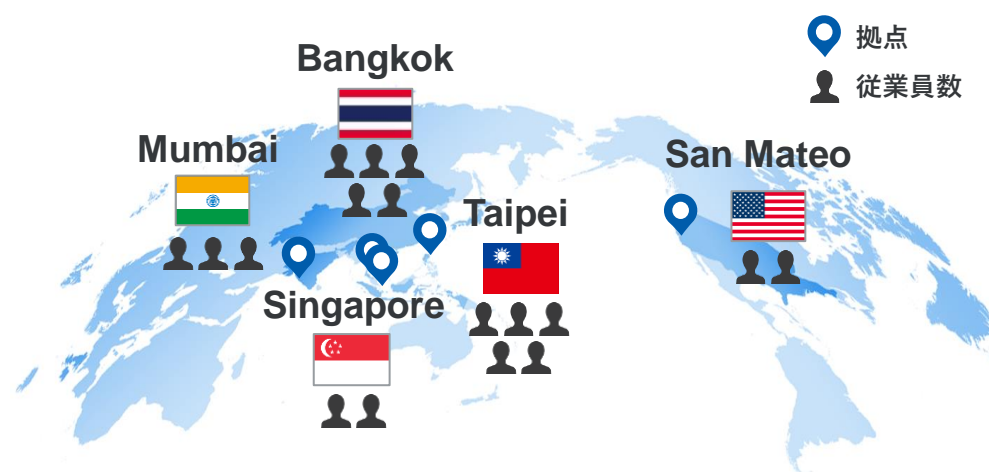 拠点
従業員数
Bangkok
Mumbai
San Mateo
Taipei
Singapore